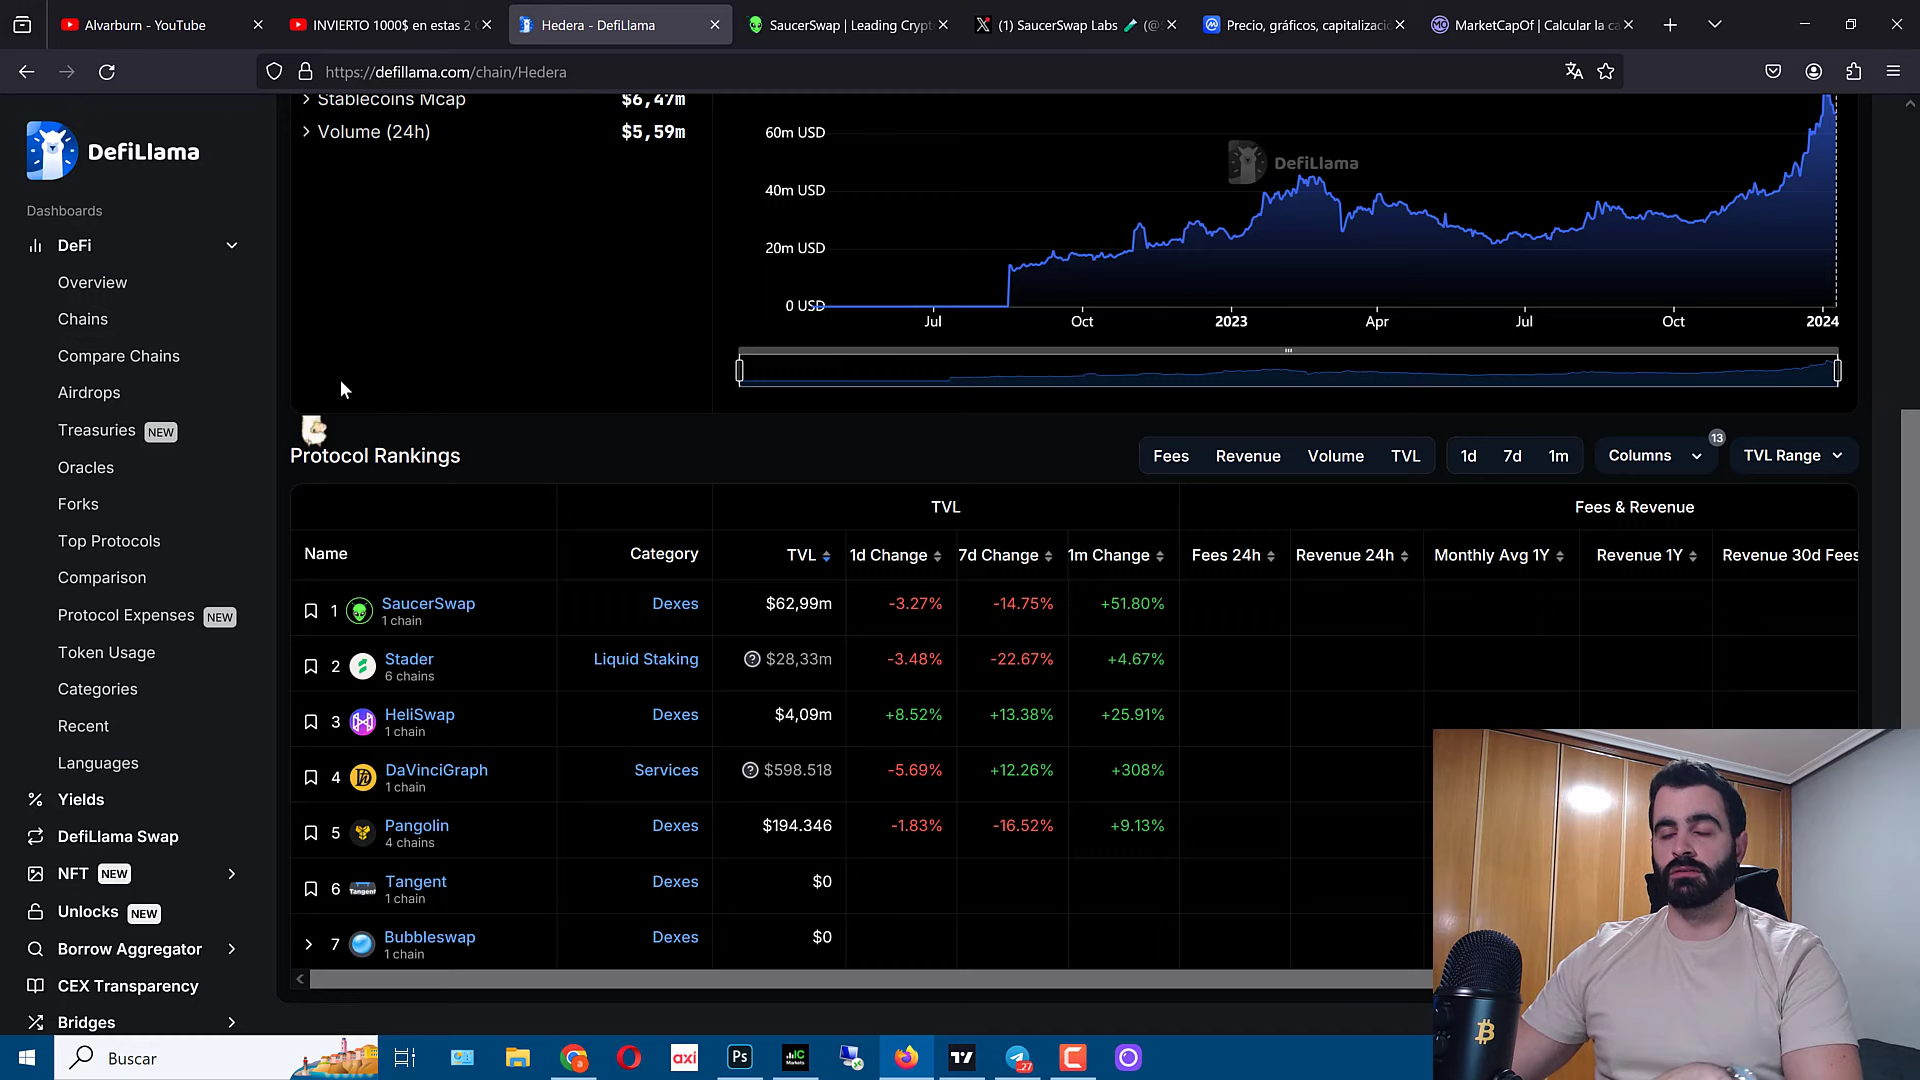 Alvarburn - YouTube
INVIERTO 1000$ en estas 2
Hedera - DefiLlama
SaucerSwap | Leading Crypto
(1) SaucerSwap Labs 🧪 (@
Precio, gráficos, capitalizaci
MarketCapOf | Calcular la ca
https://defillama.com/chain/Hedera
DefiLlama
Dashboards
DeFi
Overview
Chains
Compare Chains
Airdrops
Treasuries NEW
Oracles
Forks
Top Protocols
Comparison
Protocol Expenses NEW
Token Usage
Categories
Recent
Languages
Yields
DefiLlama Swap
NFT NEW
Unlocks NEW
Borrow Aggregator
CEX Transparency
Bridges
Stablecoins Mcap $6,47m
Volume (24h) $5,59m
DefiLlama
60m USD
40m USD
20m USD
0 USD
Jul Oct 2023 Apr Jul Oct 2024
Protocol Rankings
Fees Revenue Volume TVL 1d 7d 1m Columns 13 TVL Range
TVL Fees & Revenue
Name Category TVL 1d Change 7d Change 1m Change Fees 24h Revenue 24h Monthly Avg 1Y Revenue 1Y Revenue 30d Fees
1 SaucerSwap Dexes $62,99m -3.27% -14.75% +51.80%
1 chain
2 Stader Liquid Staking $28,33m -3.48% -22.67% +4.67%
6 chains
3 HeliSwap Dexes $4,09m +8.52% +13.38% +25.91%
1 chain
4 DaVinciGraph Services $598.518 -5.69% +12.26% +308%
1 chain
5 Pangolin Dexes $194.346 -1.83% -16.52% +9.13%
4 chains
6 Tangent Dexes $0
1 chain
7 Bubbleswap Dexes $0
1 chain
Buscar
axi
Ps
IC
Markets
27